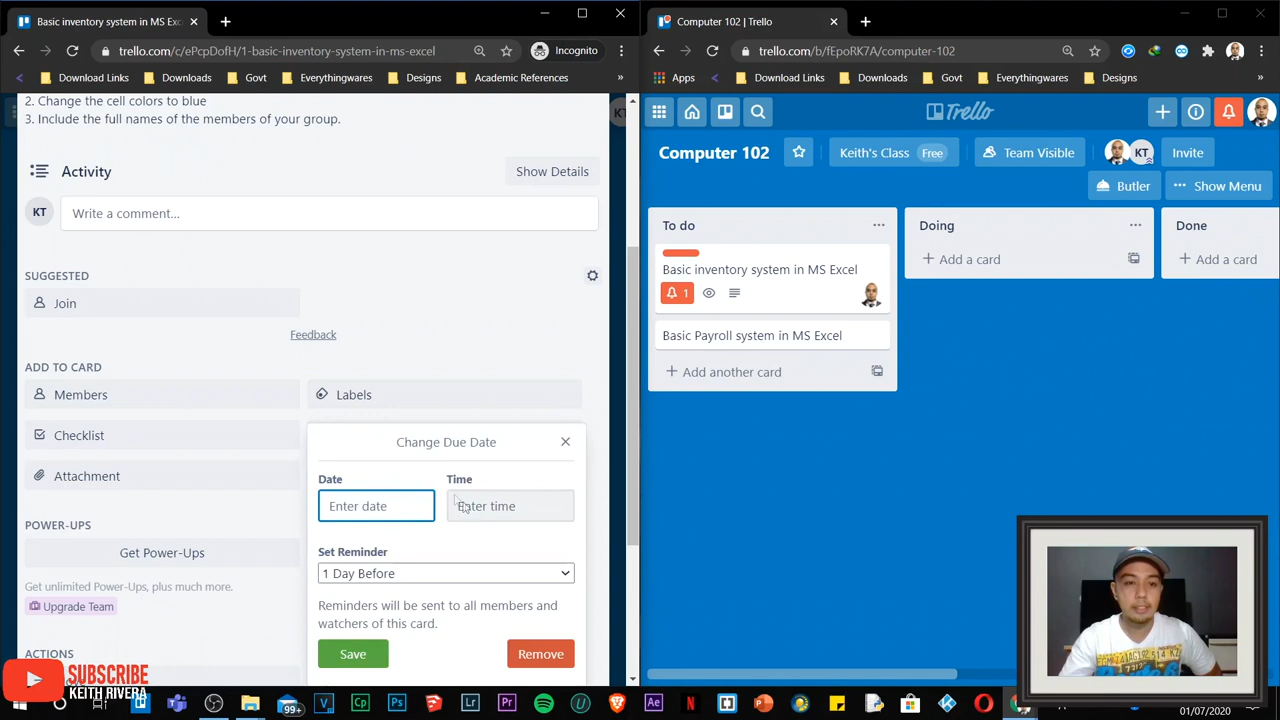 Basic inventory system in MS Exc
Computer 102 | Trello
trello.com/c/ePcpDofH/1-basic-inventory-system-in-ms-excel
Incognito
trello.com/b/fEpoRK7A/computer-102
Download Links
Downloads
Govt
Everythingwares
Designs
Academic References
»
Apps
Download Links
Downloads
Govt
Everythingwares
Designs
2. Change the cell colors to blue
3. Include the full names of the members of your group.
Activity
Show Details
KT
Write a comment...
SUGGESTED
Join
Feedback
ADD TO CARD
Members
Labels
Checklist
Attachment
POWER-UPS
Get Power-Ups
Get unlimited Power-Ups, plus much more.
Upgrade Team
ACTIONS
Change Due Date
Date
Time
Enter date
Enter time
Set Reminder
1 Day Before
Reminders will be sent to all members and
watchers of this card.
Save
Remove
Trello
Computer 102
Keith's Class Free
Team Visible
KT
Invite
Butler
Show Menu
To do
Basic inventory system in MS Excel
1
Basic Payroll system in MS Excel
Add another card
Doing
Add a card
Done
Add a card
SUBSCRIBE
KEITH RIVERA
99+
01/07/2020